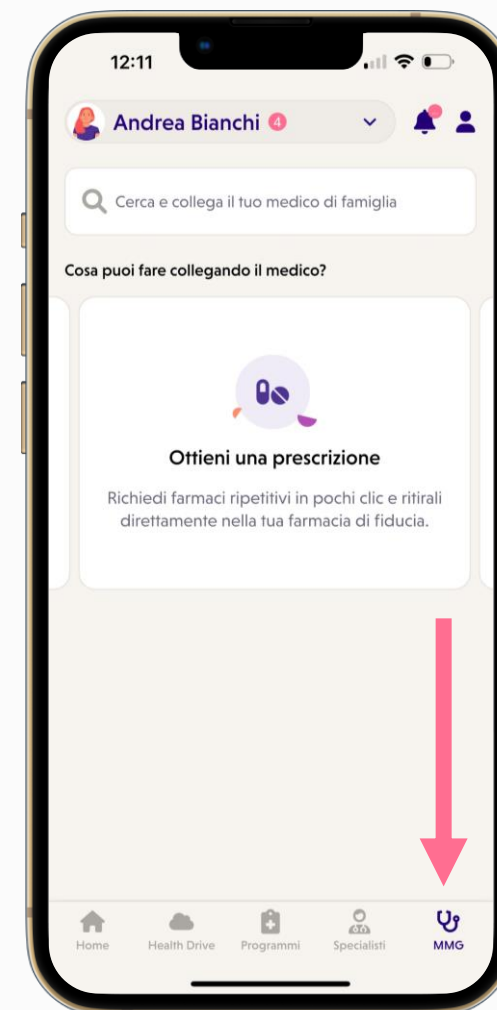 12:11
Andrea Bianchi 4
Cerca e collega il tuo medico di famiglia
Cosa puoi fare collegando il medico?
Ottieni una prescrizione
Richiedi farmaci ripetitivi in pochi clic e ritirali
direttamente nella tua farmacia di fiducia.
Home Health Drive Programmi Specialisti MMG